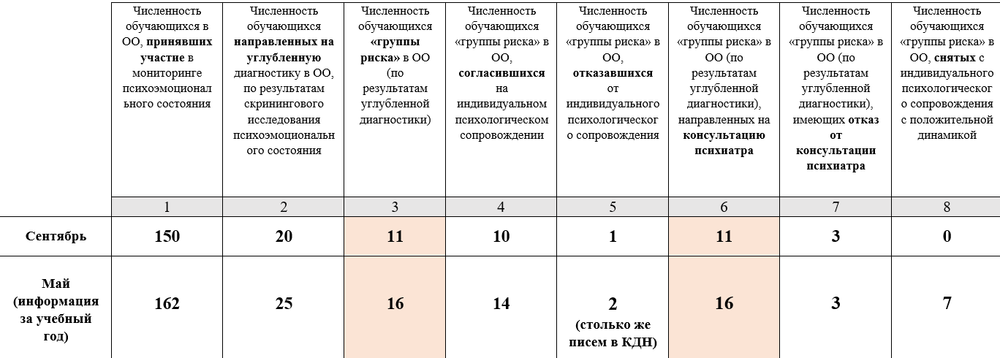 Численность
обучающихся в
ОО, принявших
участие в
мониторинге
психоэмоционал
ьного состояния
Численность
обучающихся
направленных на
углубленную
диагностику в ОО,
по результатам
скринингового
исследования
психоэмоциональн
ого состояния
Численность
обучающихся
«группы
риска» в ОО
(по
результатам
углубленной
диагностики)
Численность
обучающихся
«группы риска» в
ОО,
согласившихся
на
индивидуальном
психологическом
сопровождении
Численность
обучающихся
«группы риска» в
ОО,
отказавшихся
от
индивидуального
психологическог
о сопровождения
Численность
обучающихся
«группы риска» в
ОО (по
результатам
углубленной
диагностики),
направленных на
консультацию
психиатра
Численность
обучающихся
«группы риска» в
ОО (по
результатам
углубленной
диагностики),
имеющих отказ
от
консультации
психиатра
Численность
обучающихся
«группы риска» в
ОО, снятых с
индивидуального
психологическог
о сопровождения
с положительной
динамикой
1 2 3 4 5 6 7 8
Сентябрь 150 20 11 10 1 11 3 0
Май
(информация
за учебный
год)
162 25 16 14 2 16 3 7
(столько же
писем в КДН)